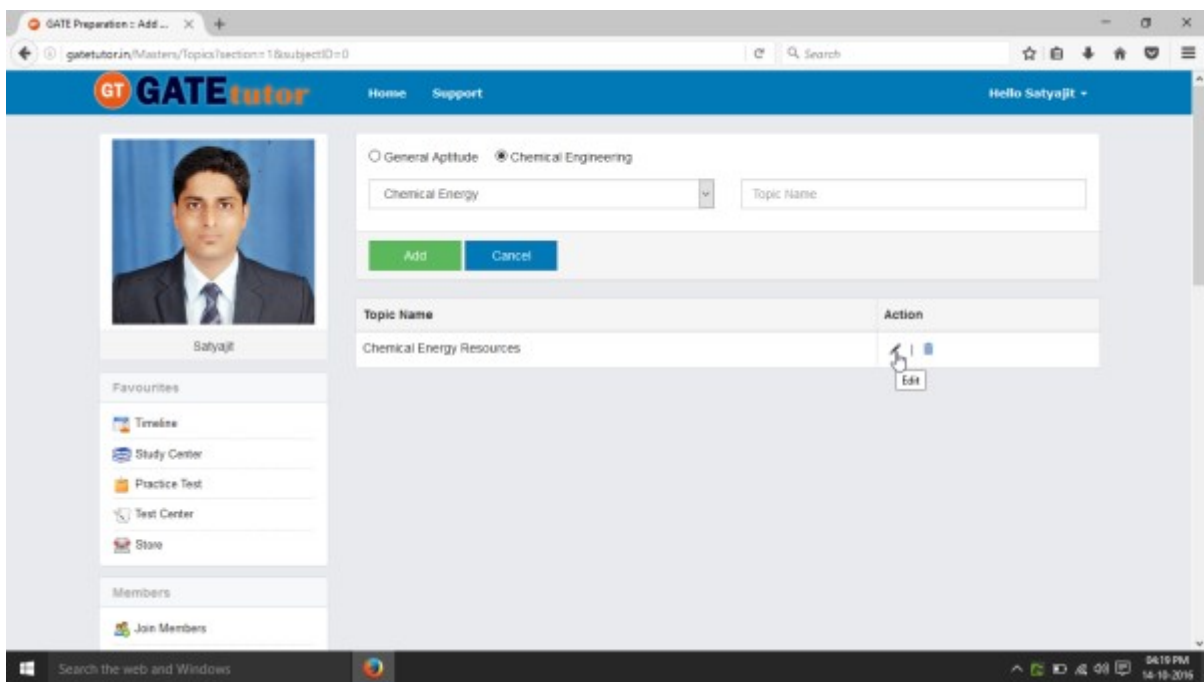 GATE Preparation :: Add ...
gatetutor.in/Masters/Topics?section=1&subjectID=0
Search
GT GATEtutor
Home Support
Hello Satyajit
General Aptitude Chemical Engineering
Chemical Energy
Topic Name
Add Cancel
Topic Name Action
Chemical Energy Resources
|
Edit
Satyajit
Favourites
Timeline
Study Center
Practice Test
Test Center
Store
Members
Join Members
Search the web and Windows
04:19 PM
14-10-2016